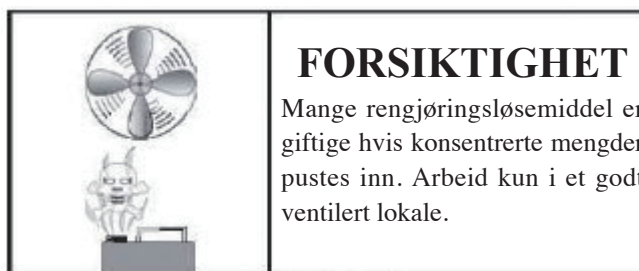 FORSIKTIGHET
Mange rengjøringsløsemiddel er
giftige hvis konsentrerte mengder
pustes inn. Arbeid kun i et godt
ventilert lokale.